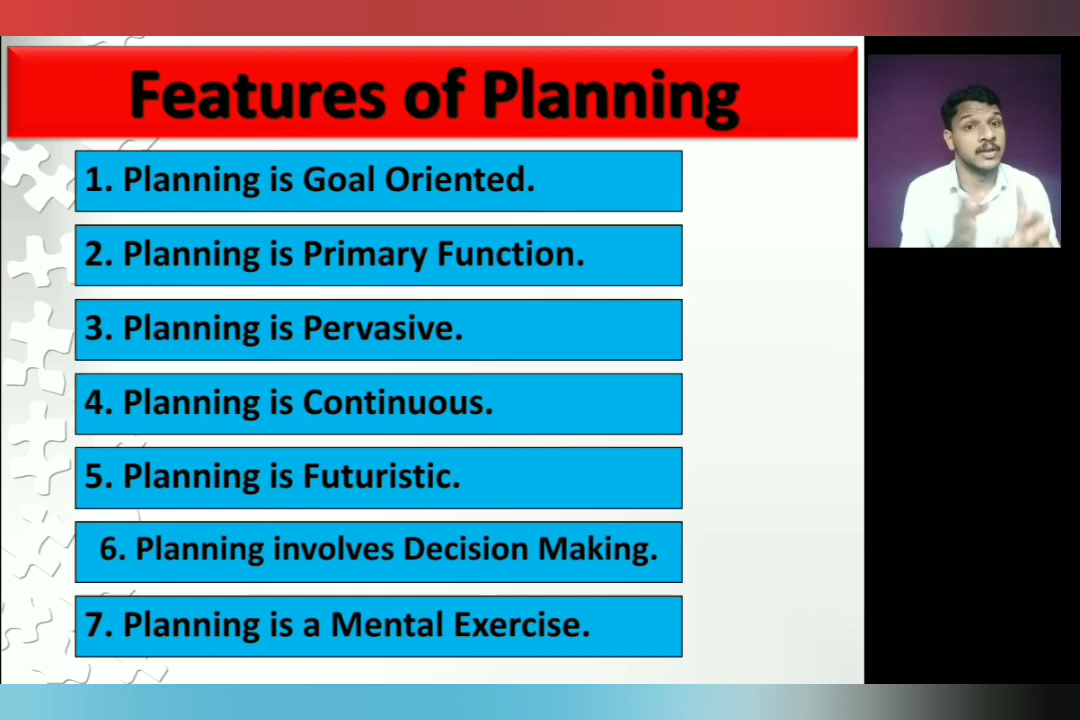 Features of Planning
1. Planning is Goal Oriented.
2. Planning is Primary Function.
3. Planning is Pervasive.
4. Planning is Continuous.
5. Planning is Futuristic.
6. Planning involves Decision Making.
7. Planning is a Mental Exercise.